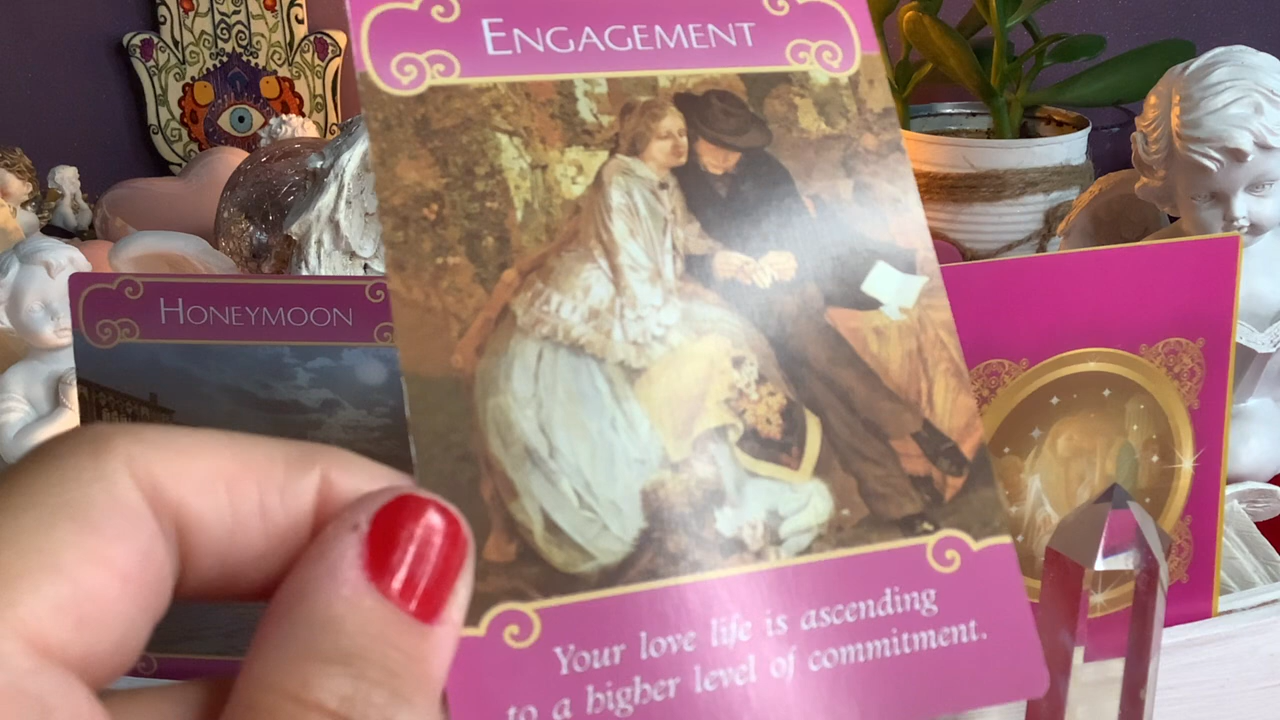 ENGAGEMENT
HONEYMOON
Your love life is ascending
to a higher level of commitment.